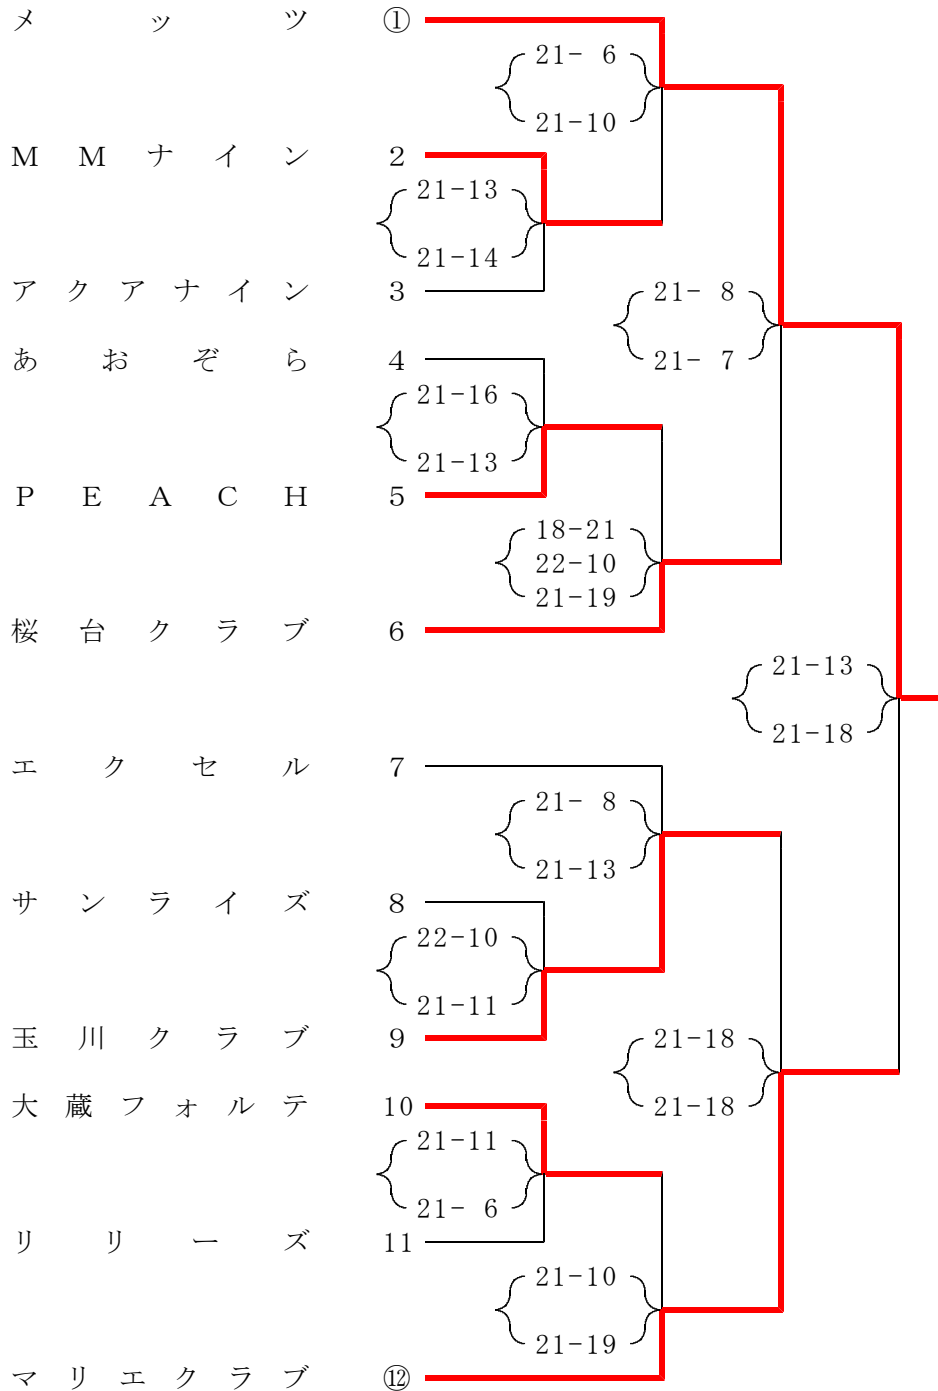 メッツ ①
21- 6
21-10
MMナイン 2
21-13
21-14
アクアナイン 3
21- 8
21- 7
あおぞら 4
21-16
21-13
PEACH 5
18-21
22-10
21-19
桜台クラブ 6
21-13
21-18
エクセル 7
21- 8
21-13
サンライズ 8
22-10
21-11
玉川クラブ 9
21-18
21-18
大蔵フォルテ 10
21-11
21- 6
リリーズ 11
21-10
21-19
マリエクラブ ⑫